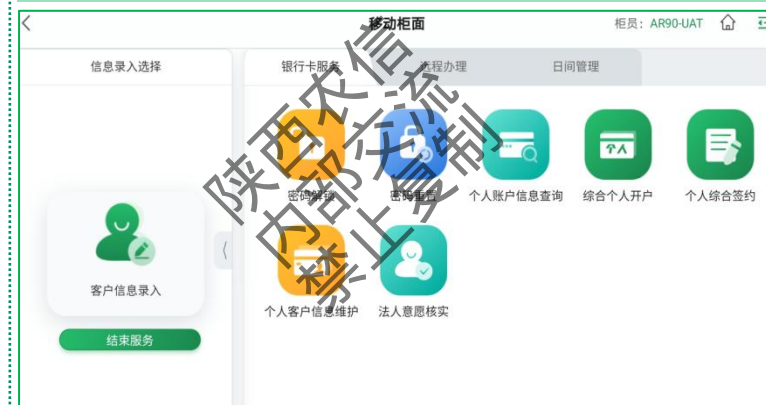 移动柜面
柜员：AR90-UAT
信息录入选择
银行卡服务
远程办理
日间管理
密码解锁
密码重置
个人账户信息查询
个人
综合个人开户
个人综合签约
客户信息录入
个人客户信息维护
法人意愿核实
结束服务
陕西农信
内部交流
禁止复制